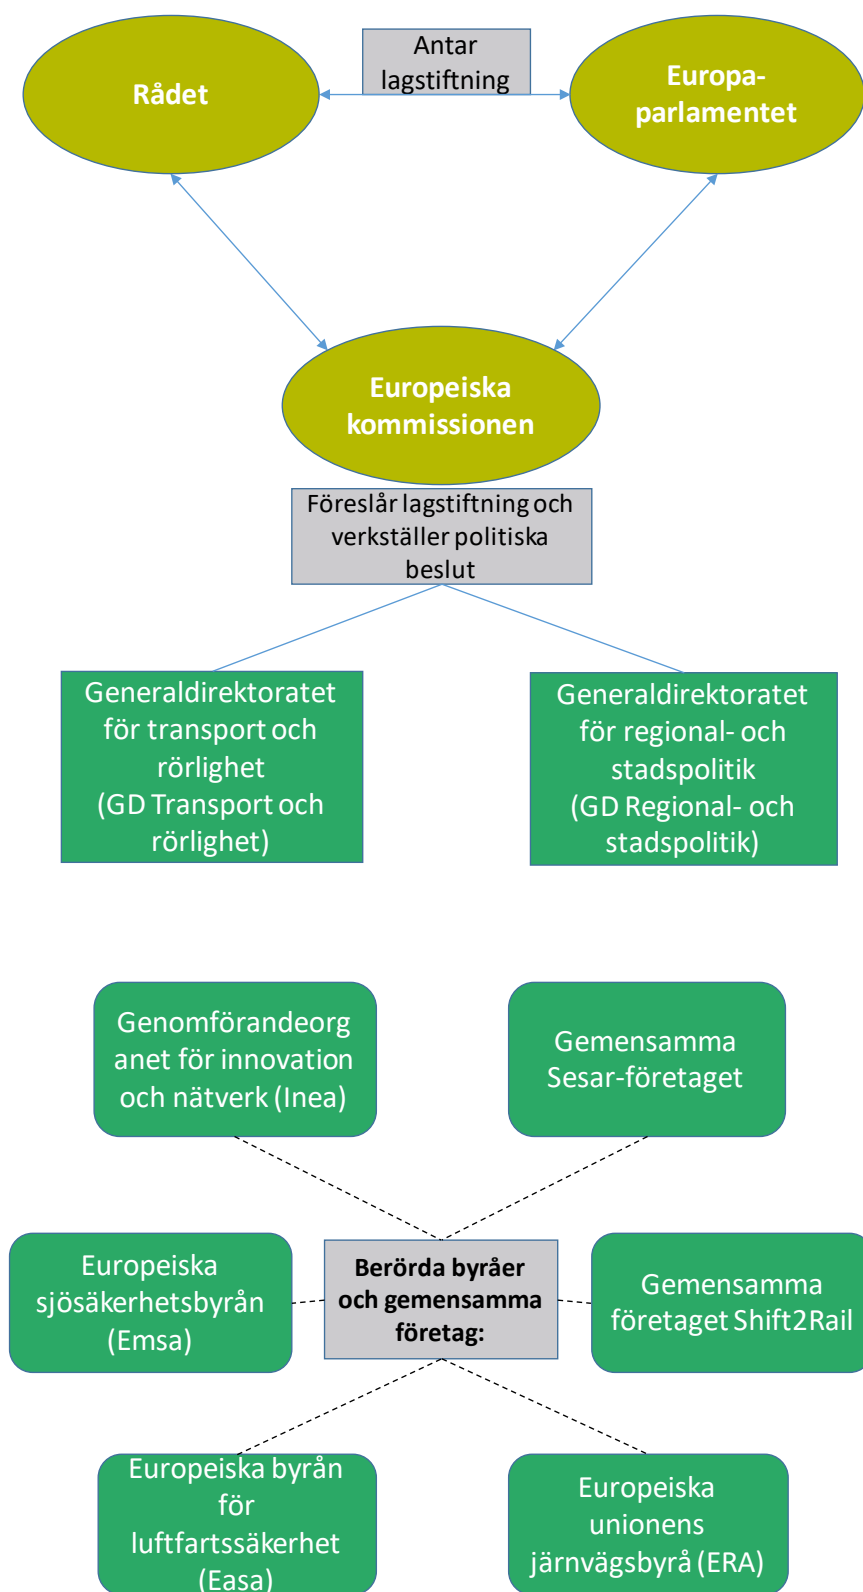 Antar
lagstiftning
Rådet
Europa-
parlamentet
Europeiska
kommissionen
Föreslår lagstiftning och
verkställer politiska
beslut
Generaldirektoratet
för transport och
rörlighet
(GD Transport och
rörlighet)
Generaldirektoratet
för regional- och
stadspolitik
(GD Regional- och
stadspolitik)
Genomförandeorg
anet för innovation
och nätverk (Inea)
Gemensamma
Sesar-företaget
Europeiska
sjösäkerhetsbyrån
(Emsa)
Berörda byråer
och gemensamma
företag:
Gemensamma
företaget Shift2Rail
Europeiska byrån
för
luftfartssäkerhet
(Easa)
Europeiska
unionens
järnvägsbyrå (ERA)